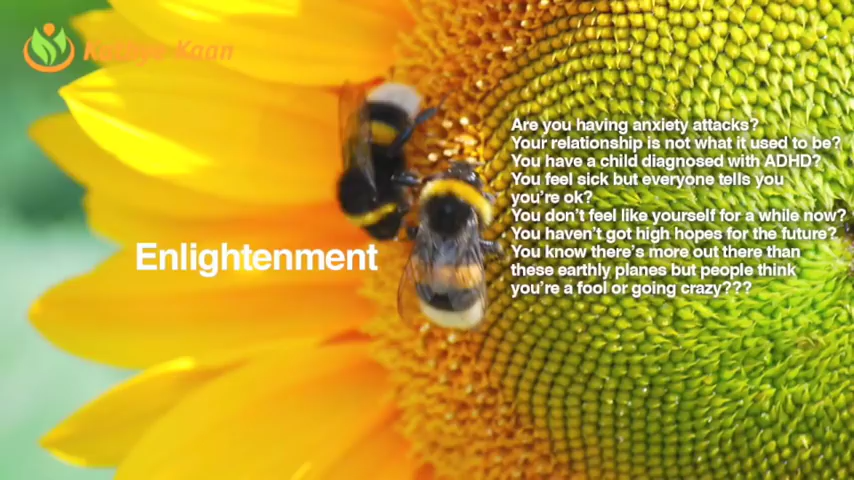 Kathye Kaan
Enlightenment
Are you having anxiety attacks?
Your relationship is not what it used to be?
You have a child diagnosed with ADHD?
You feel sick but everyone tells you
you're ok?
You don't feel like yourself for a while now?
You haven't got high hopes for the future?
You know there's more out there than
these earthly planes but people think
you're a fool or going crazy???